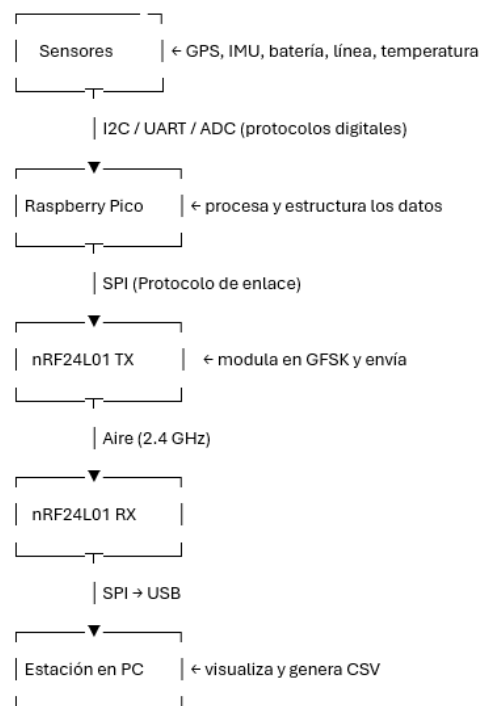 Sensores ← GPS, IMU, batería, línea, temperatura
I2C / UART / ADC (protocolos digitales)
Raspberry Pico ← procesa y estructura los datos
SPI (Protocolo de enlace)
nRF24L01 TX ← modula en GFSK y envía
Aire (2.4 GHz)
nRF24L01 RX
SPI → USB
Estación en PC ← visualiza y genera CSV